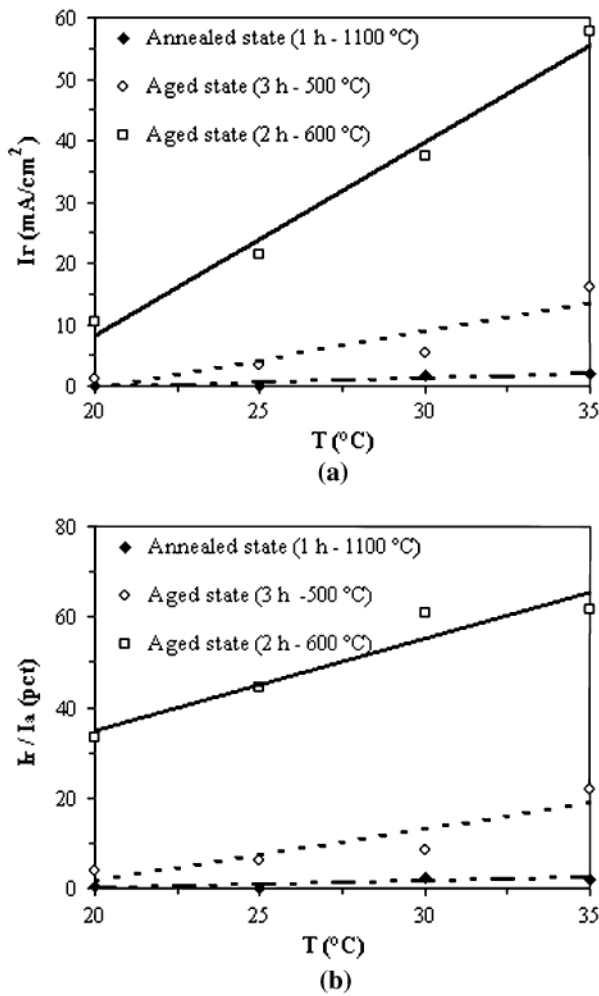 60
50
40
30
20
10
0
Ir (mA/cm²)
Annealed state (1 h - 1100 °C)
Aged state (3 h - 500 °C)
Aged state (2 h - 600 °C)
20 25 30 35
T (°C)
(a)
80
60
40
20
0
Ir / Ia (pct)
Annealed state (1 h - 1100 °C)
Aged state (3 h -500 °C)
Aged state (2 h - 600 °C)
20 25 30 35
T (°C)
(b)